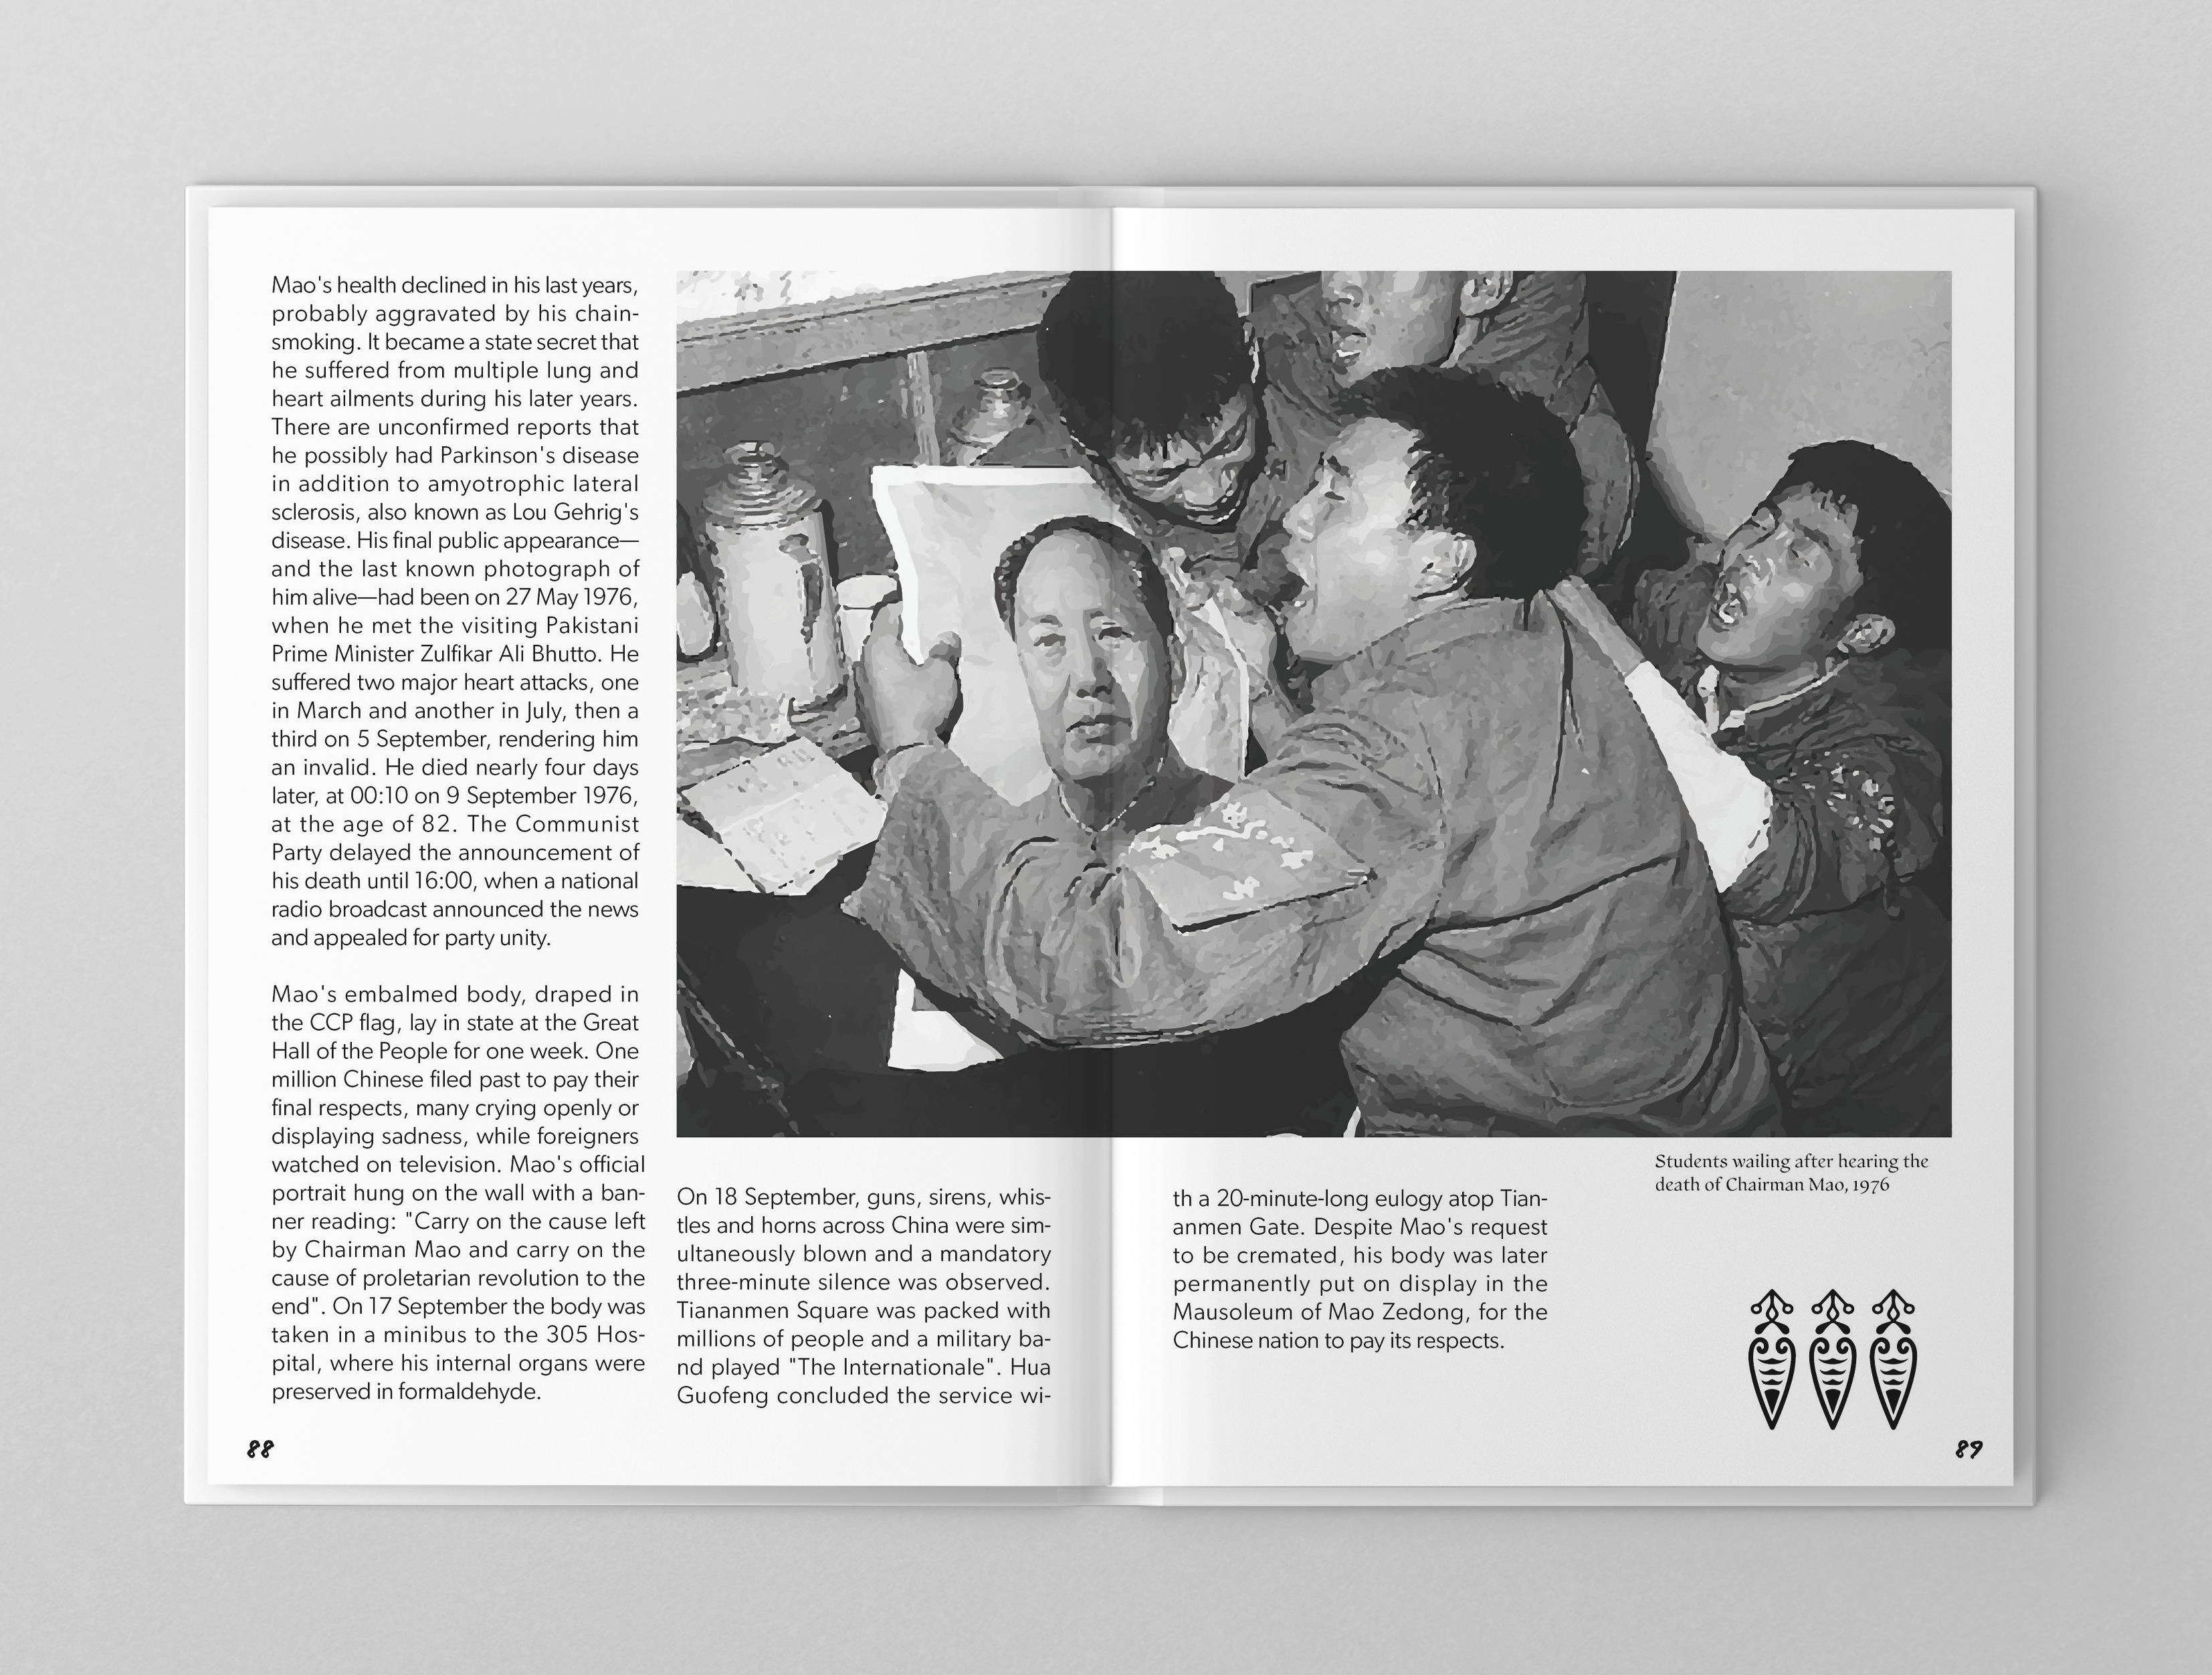 Mao's health declined in his last years,
probably aggravated by his chain-
smoking. It became a state secret that
he suffered from multiple lung and
heart ailments during his later years.
There are unconfirmed reports that
he possibly had Parkinson's disease
in addition to amyotrophic lateral
sclerosis, also known as Lou Gehrig's
disease. His final public appearance—
and the last known photograph of
him alive—had been on 27 May 1976,
when he met the visiting Pakistani
Prime Minister Zulfikar Ali Bhutto. He
suffered two major heart attacks, one
in March and another in July, then a
third on 5 September, rendering him
an invalid. He died nearly four days
later, at 00:10 on 9 September 1976,
at the age of 82. The Communist
Party delayed the announcement of
his death until 16:00, when a national
radio broadcast announced the news
and appealed for party unity.
Mao's embalmed body, draped in
the CCP flag, lay in state at the Great
Hall of the People for one week. One
million Chinese filed past to pay their
final respects, many crying openly or
displaying sadness, while foreigners
watched on television. Mao's official
portrait hung on the wall with a ban-
ner reading: "Carry on the cause left
by Chairman Mao and carry on the
cause of proletarian revolution to the
end". On 17 September the body was
taken in a minibus to the 305 Hos-
pital, where his internal organs were
preserved in formaldehyde.
On 18 September, guns, sirens, whis-
tles and horns across China were sim-
ultaneously blown and a mandatory
three-minute silence was observed.
Tiananmen Square was packed with
millions of people and a military ba-
nd played "The Internationale". Hua
Guofeng concluded the service wi-
th a 20-minute-long eulogy atop Tian-
anmen Gate. Despite Mao's request
to be cremated, his body was later
permanently put on display in the
Mausoleum of Mao Zedong, for the
Chinese nation to pay its respects.
Students wailing after hearing the
death of Chairman Mao, 1976
88
89